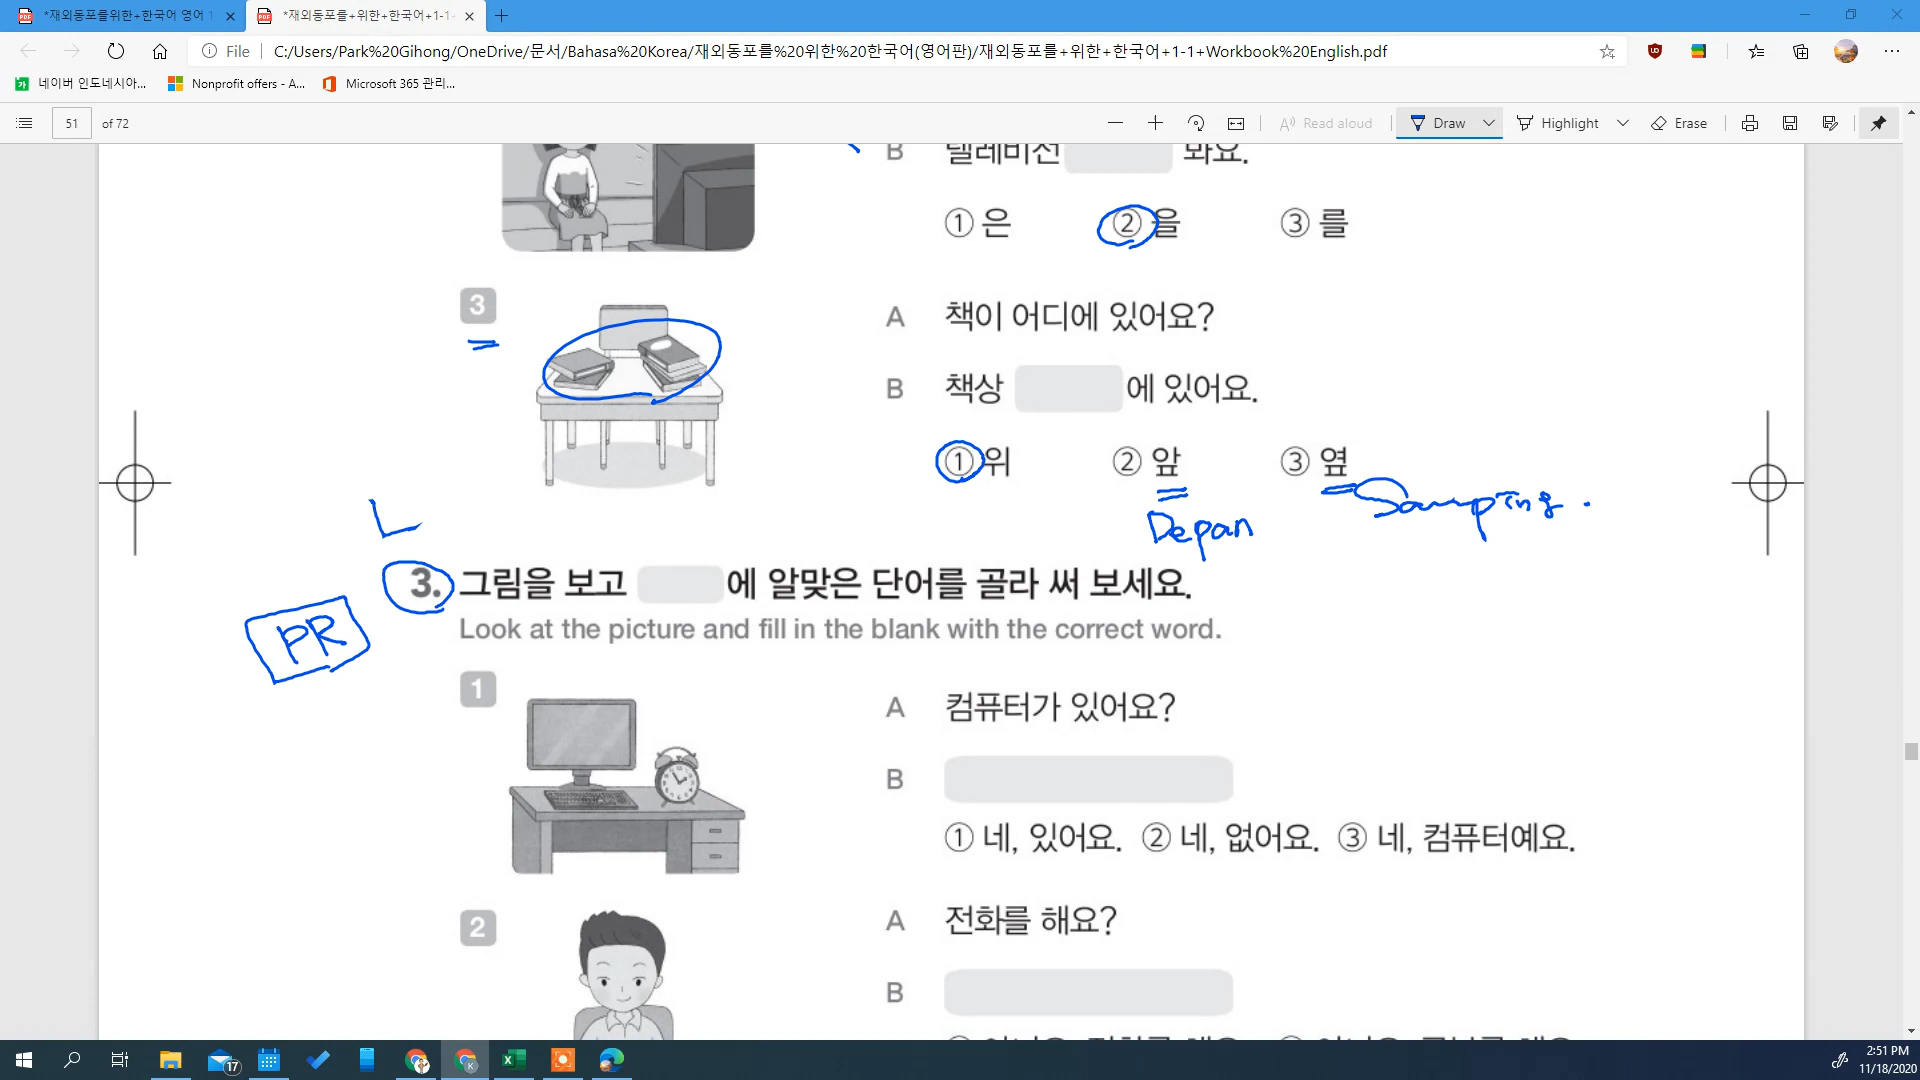 *재외동포를위한+한국어 영어 1
*재외동포를+위한+한국어+1-1-
File
C:/Users/Park%20Gihong/OneDrive/문서/Bahasa%20Korea/재외동포를%20위한%20한국어(영어판)/재외동포를+위한+한국어+1-1+Workbook%20English.pdf
네이버 인도네시아...
Nonprofit offers - A...
Microsoft 365 관리...
51 of 72
Read aloud
Draw
Highlight
Erase
B 텔레비전 봐요.
① 은 ② 을 ③ 를
3
A 책이 어디에 있어요?
B 책상 에 있어요.
① 위 ② 앞 ③ 옆
Depan
Samping.
3. 그림을 보고 에 알맞은 단어를 골라 써 보세요.
PR
Look at the picture and fill in the blank with the correct word.
1
A 컴퓨터가 있어요?
B
① 네, 있어요. ② 네, 없어요. ③ 네, 컴퓨터예요.
2
A 전화를 해요?
B
17
2:51 PM
11/18/2020